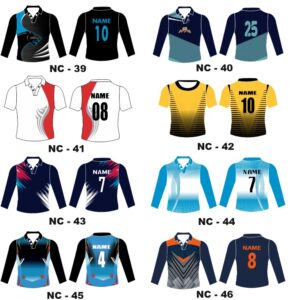 NAME
10
25
NC - 39
NC - 40
NAME
08
NAME
10
NC - 41
NC - 42
NAME
7
NAME
7
NC - 43
NC - 44
NAME
4
NAME
8
NC - 45
NC - 46